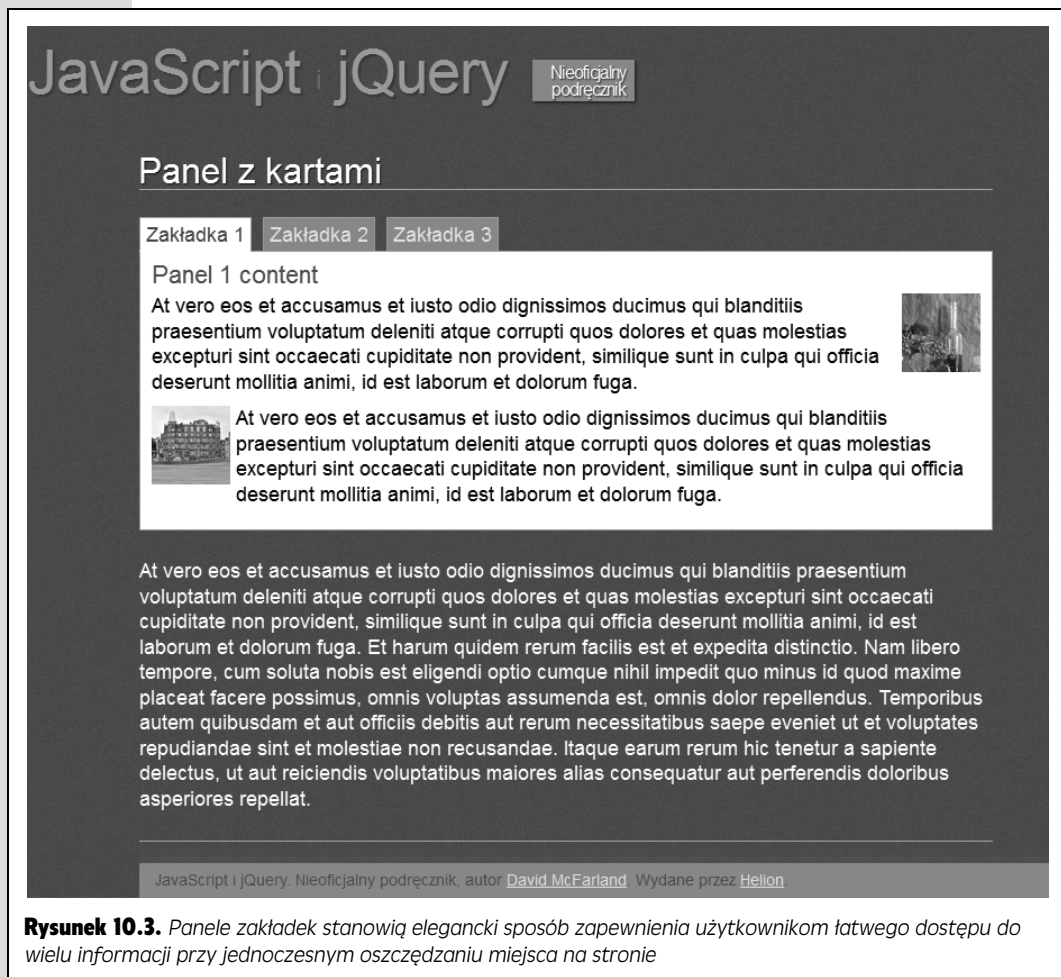 JavaScript i jQuery
Nieoficjalny
podręcznik
Panel z kartami
Zakładka 1 Zakładka 2 Zakładka 3
Panel 1 content
At vero eos et accusamus et iusto odio dignissimos ducimus qui blanditiis
praesentium voluptatum deleniti atque corrupti quos dolores et quas molestias
excepturi sint occaecati cupiditate non provident, similique sunt in culpa qui officia
deserunt mollitia animi, id est laborum et dolorum fuga.
At vero eos et accusamus et iusto odio dignissimos ducimus qui blanditiis
praesentium voluptatum deleniti atque corrupti quos dolores et quas molestias
excepturi sint occaecati cupiditate non provident, similique sunt in culpa qui officia
deserunt mollitia animi, id est laborum et dolorum fuga.
At vero eos et accusamus et iusto odio dignissimos ducimus qui blanditiis praesentium
voluptatum deleniti atque corrupti quos dolores et quas molestias excepturi sint occaecati
cupiditate non provident, similique sunt in culpa qui officia deserunt mollitia animi, id est
laborum et dolorum fuga. Et harum quidem rerum facilis est et expedita distinctio. Nam libero
tempore, cum soluta nobis est eligendi optio cumque nihil impedit quo minus id quod maxime
placeat facere possimus, omnis voluptas assumenda est, omnis dolor repellendus. Temporibus
autem quibusdam et aut officiis debitis aut rerum necessitatibus saepe eveniet ut et voluptates
repudiandae sint et molestiae non recusandae. Itaque earum rerum hic tenetur a sapiente
delectus, ut aut reiciendis voluptatibus maiores alias consequatur aut perferendis doloribus
asperiores repellat.
JavaScript i jQuery. Nieoficjalny podręcznik, autor David McFarland. Wydane przez Helion.
Rysunek 10.3. Panele zakładek stanowią elegancki sposób zapewnienia użytkownikom łatwego dostępu do
wielu informacji przy jednoczesnym oszczędzaniu miejsca na stronie